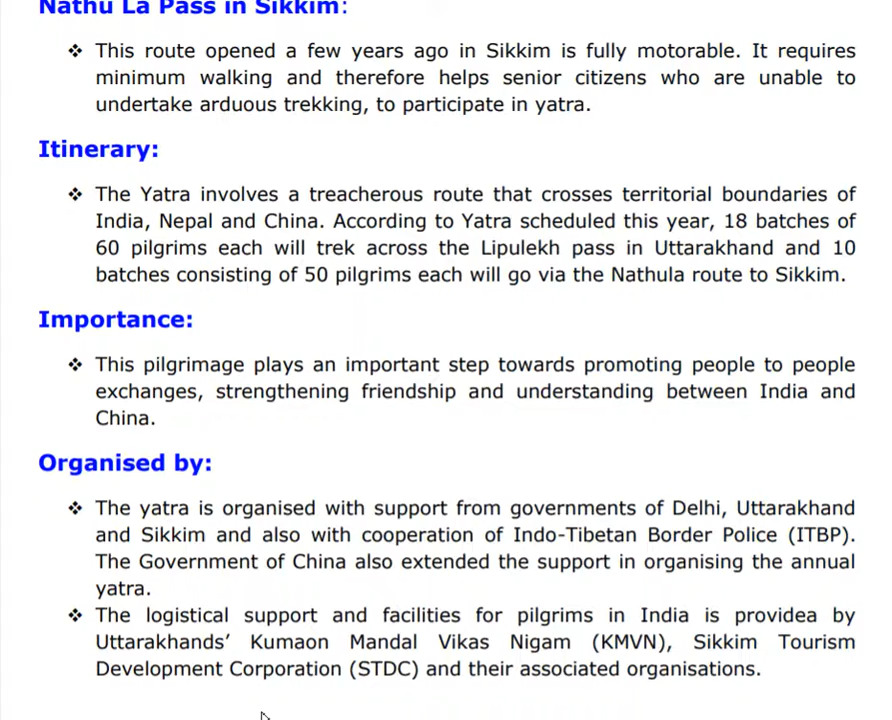 Nathu La Pass in Sikkim:
❖ This route opened a few years ago in Sikkim is fully motorable. It requires
minimum walking and therefore helps senior citizens who are unable to
undertake arduous trekking, to participate in yatra.
Itinerary:
❖ The Yatra involves a treacherous route that crosses territorial boundaries of
India, Nepal and China. According to Yatra scheduled this year, 18 batches of
60 pilgrims each will trek across the Lipulekh pass in Uttarakhand and 10
batches consisting of 50 pilgrims each will go via the Nathula route to Sikkim.
Importance:
❖ This pilgrimage plays an important step towards promoting people to people
exchanges, strengthening friendship and understanding between India and
China.
Organised by:
❖ The yatra is organised with support from governments of Delhi, Uttarakhand
and Sikkim and also with cooperation of Indo-Tibetan Border Police (ITBP).
The Government of China also extended the support in organising the annual
yatra.
❖ The logistical support and facilities for pilgrims in India is providea by
Uttarakhands’ Kumaon Mandal Vikas Nigam (KMVN), Sikkim Tourism
Development Corporation (STDC) and their associated organisations.